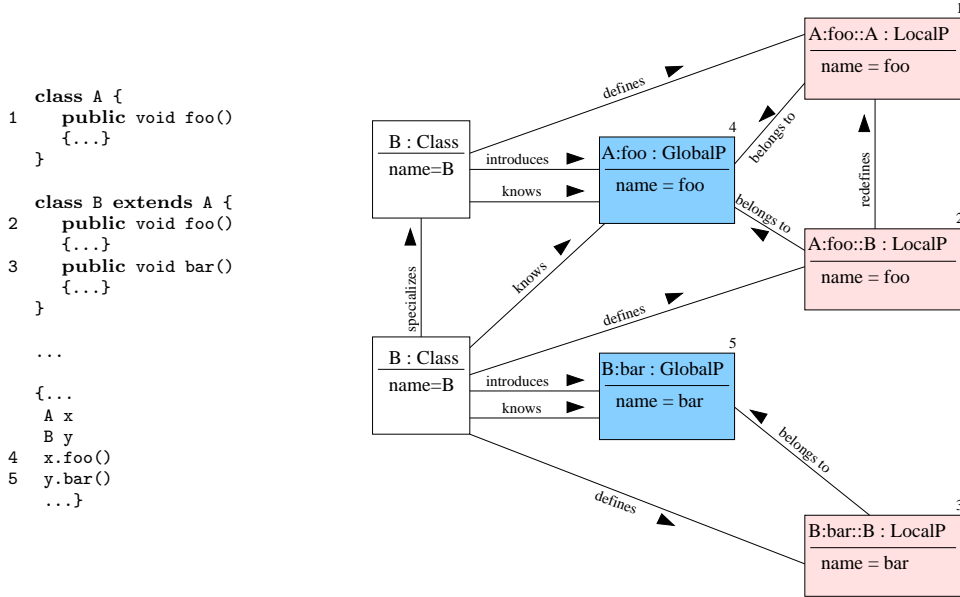 class A {
1 public void foo()
{...}
}
class B extends A {
2 public void foo()
{...}
3 public void bar()
{...}
}
...
{...
A x
B y
4 x.foo()
5 y.bar()
...}
1
A:foo::A : LocalP
name = foo
defines
belongs to
B : Class
name=B
introduces
knows
4
A:foo : GlobalP
name = foo
redefines
belongs to
2
A:foo::B : LocalP
name = foo
specializes
knows
defines
B : Class
name=B
introduces
knows
5
B:bar : GlobalP
name = bar
belongs to
defines
3
B:bar::B : LocalP
name = bar